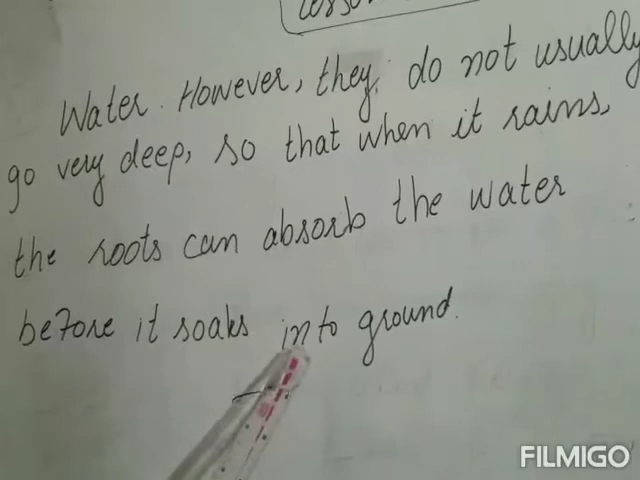 Water. However, they do not usually
go very deep, so that when it rains,
the roots can absorb the water
before it soaks into ground.
FILMIGO